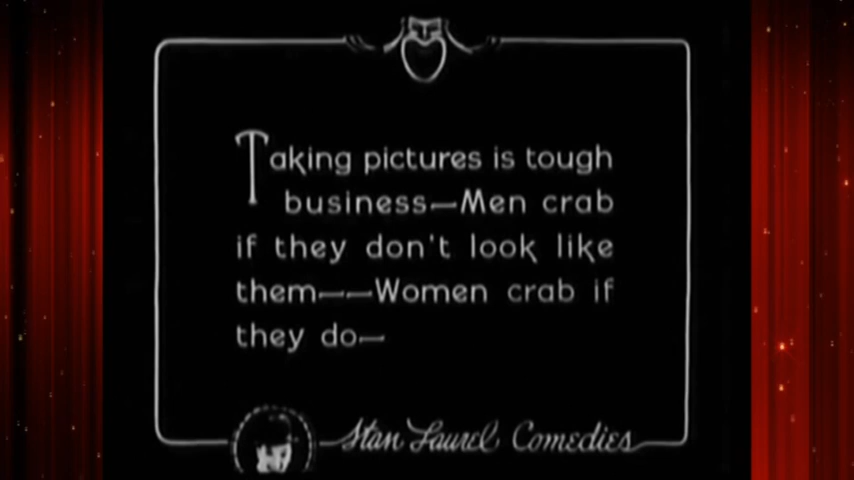 Taking pictures is tough
business—Men crab
if they don't look like
them——Women crab if
they do—
Stan Laurel Comedies